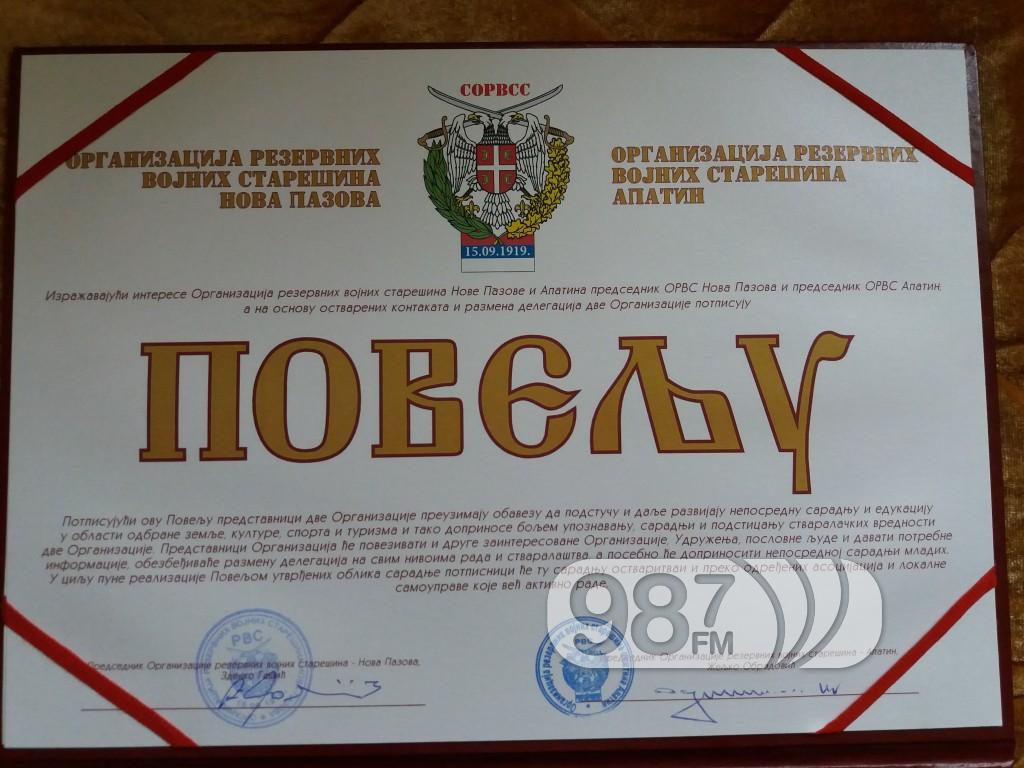 СОРВСС
ОРГАНИЗАЦИЈА РЕЗЕРВНИХ
ВОЈНИХ СТАРЕШИНА
НОВА ПАЗОВА
ОРГАНИЗАЦИЈА РЕЗЕРВНИХ
ВОЈНИХ СТАРЕШИНА
АПАТИН
15.09.1919.
Изражавајући интересе Организација резервних војних старешина Нове Пазове и Апатина председник ОРВС Нова Пазова и председник ОРВС Апатин,
а на основу остварених контаката и размена делегација две Организације потписују
ПОВЕЉУ
Потписујући ову Повељу представници две Организације преузимају обавезу да подстучу и даље развијају непосредну сарадњу и едукацију
у области одбране земље, културе, спорта и туризма и тако доприносе бољем упознавању, сарадњи и подстицању стваралачких вредности
две Организације. Представници Организација ће повезивати и друге заинтересоване Организације, Удружења, пословне људе и давати потребне
информације, обезбеђиваће размену делегација на свим нивоима рада и стваралаштва, а посебно ће доприносити непосредној сарадњи младих.
У циљу пуне реализације Повељом утврђених облика сарадње потписници ће ту сарадњу остваритваи и преко одређених асоцијација и локалне
самоуправе које већ активно раде.
987
FM
РВС
РВС
Председник Организације резервних војних старешина - Нова Пазова,
Председник Организације резервних војних старешина - Апатин,
Жељко Обрадовић